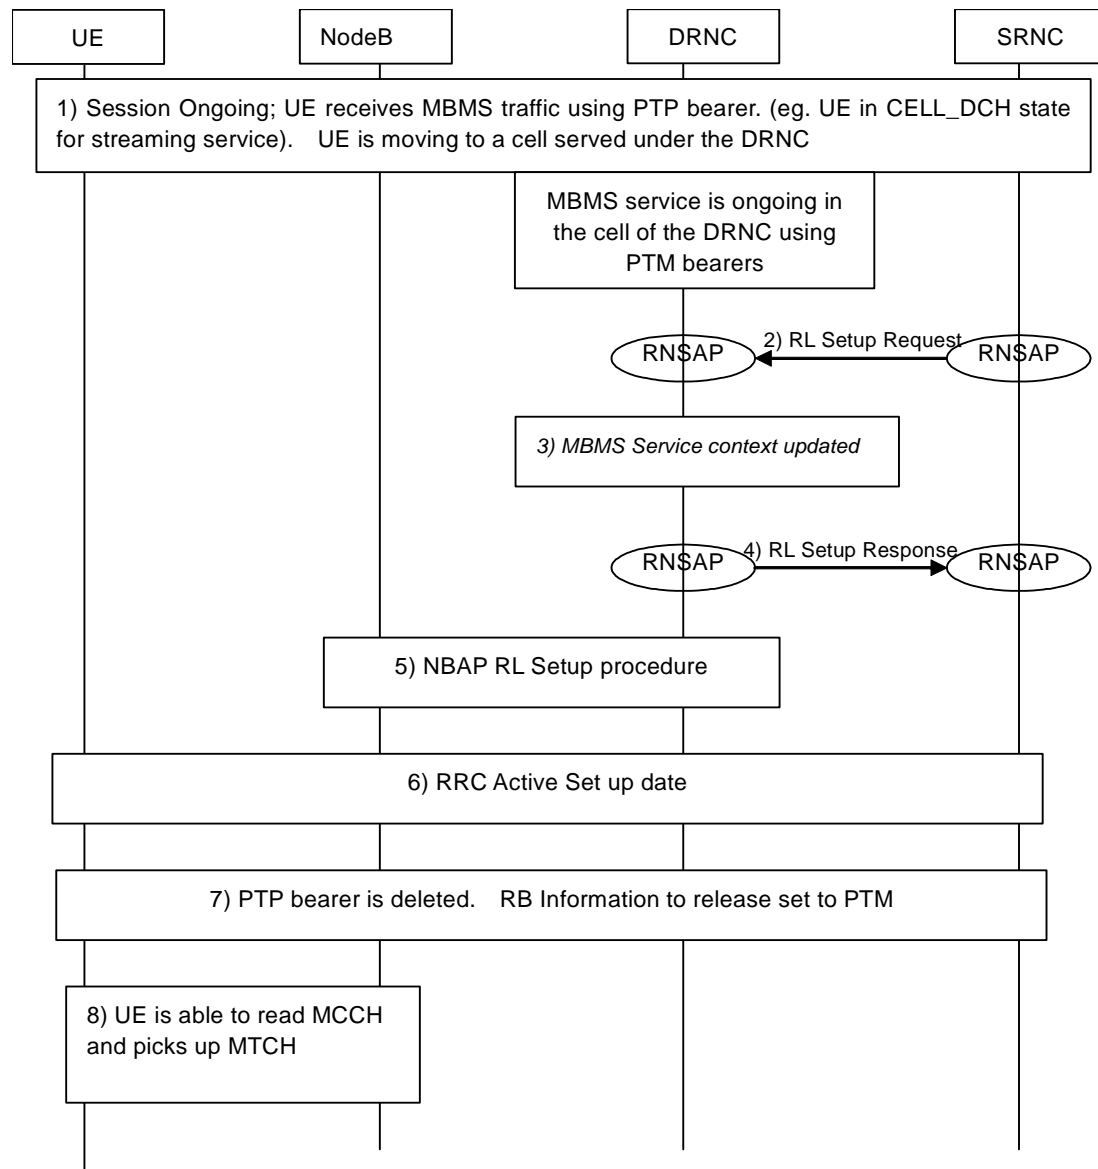 UE
NodeB
DRNC
SRNC
1) Session Ongoing; UE receives MBMS traffic using PTP bearer. (eg. UE in CELL_DCH state
for streaming service). UE is moving to a cell served under the DRNC
MBMS service is ongoing in
the cell of the DRNC using
PTM bearers
2) RL Setup Request
RNSAP
RNSAP
3) MBMS Service context updated
4) RL Setup Response
RNSAP
RNSAP
5) NBAP RL Setup procedure
6) RRC Active Set up date
7) PTP bearer is deleted. RB Information to release set to PTM
8) UE is able to read MCCH
and picks up MTCH